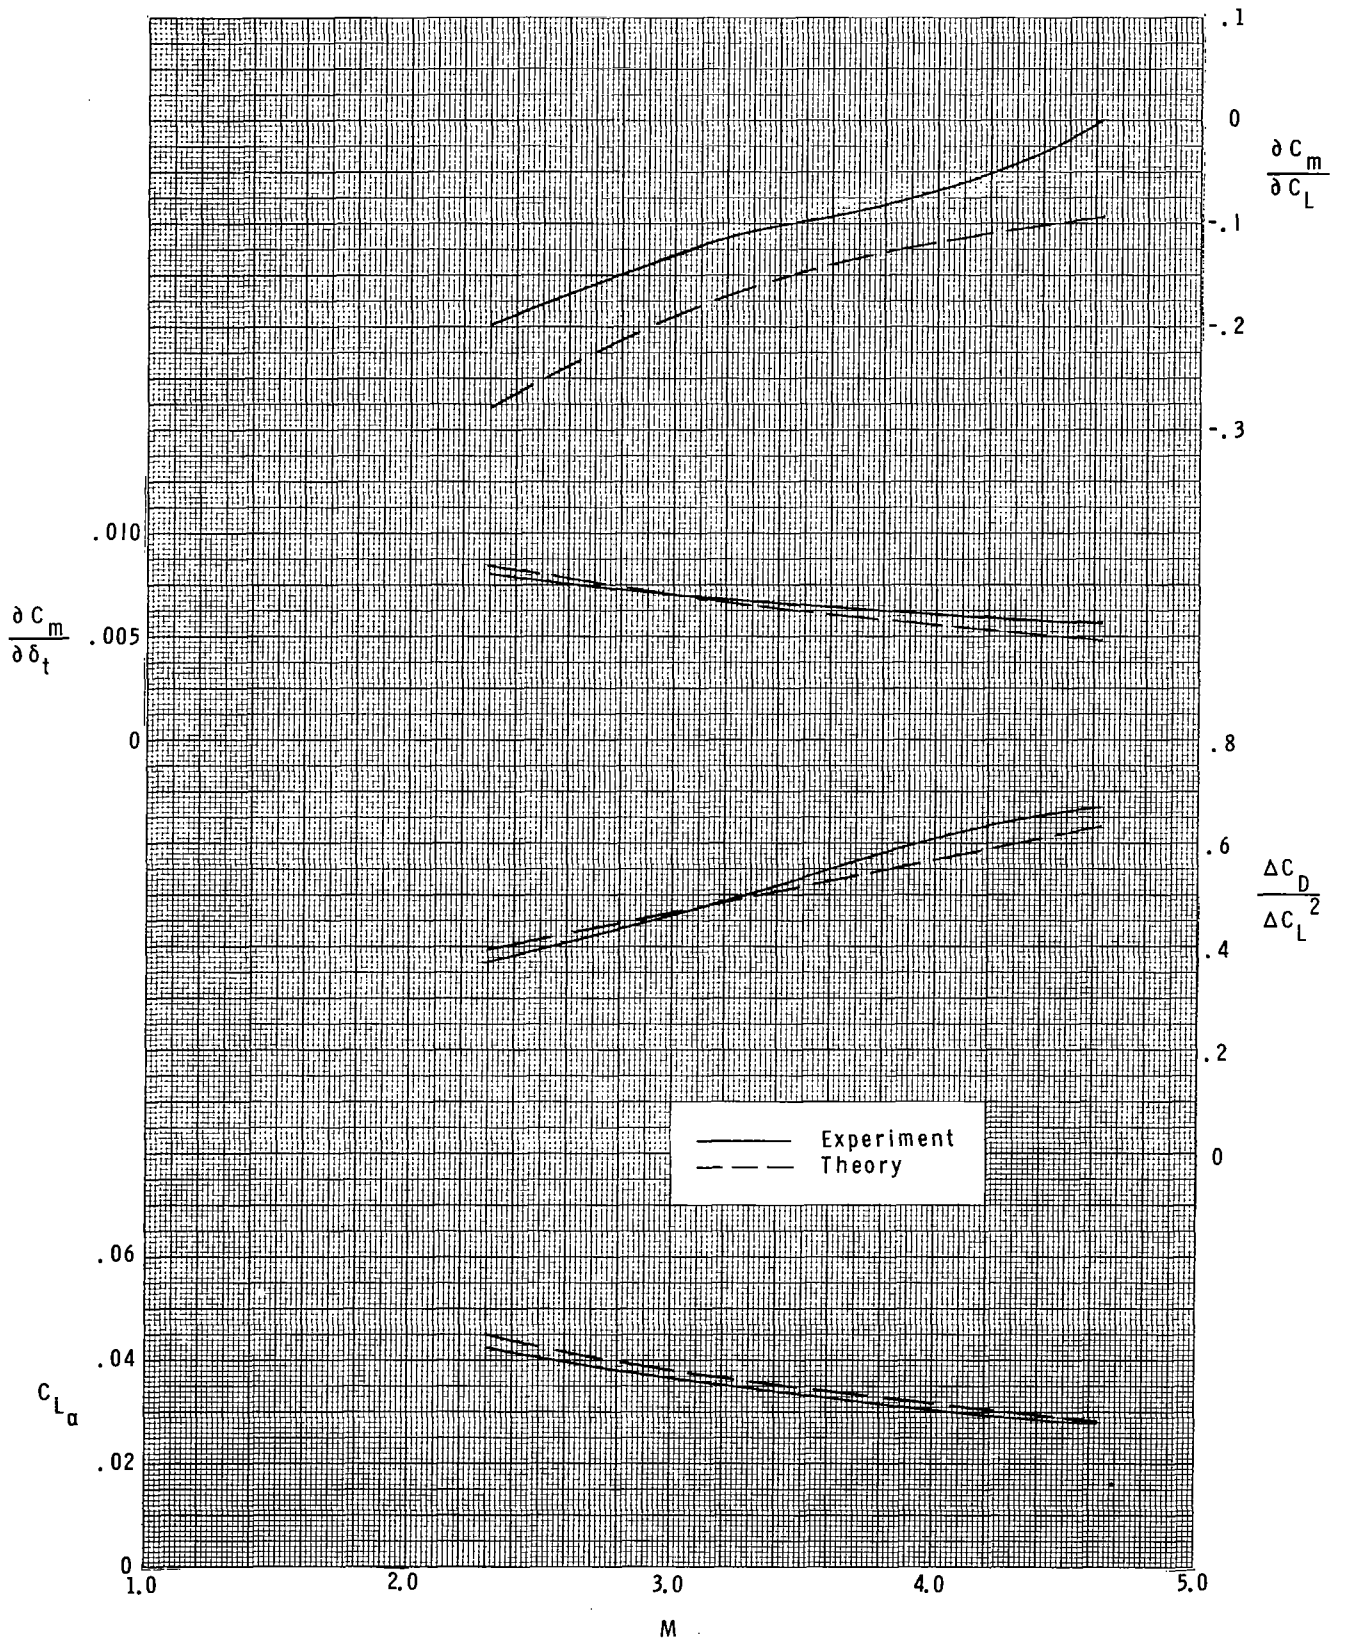 .1
0
∂C_m
∂C_L
-.1
-.2
-.3
.010
∂C_m
∂δ_t
.005
0
.8
.6
ΔC_D
ΔC_L^2
.4
.2
Experiment
Theory
0
.06
.04
C_Lα
.02
0
1.0 2.0 3.0 4.0 5.0
M